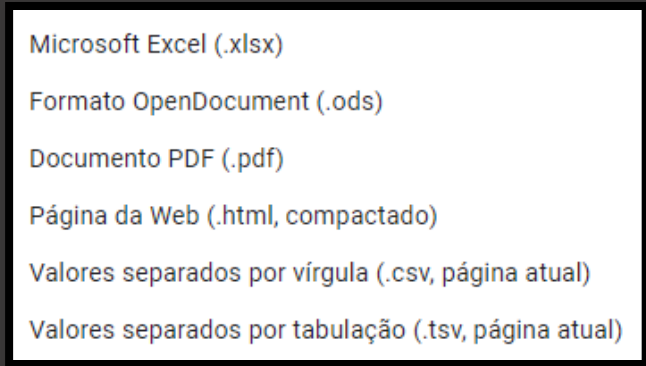 Microsoft Excel (.xlsx)
Formato OpenDocument (.ods)
Documento PDF (.pdf)
Página da Web (.html, compactado)
Valores separados por vírgula (.csv, página atual)
Valores separados por tabulação (.tsv, página atual)